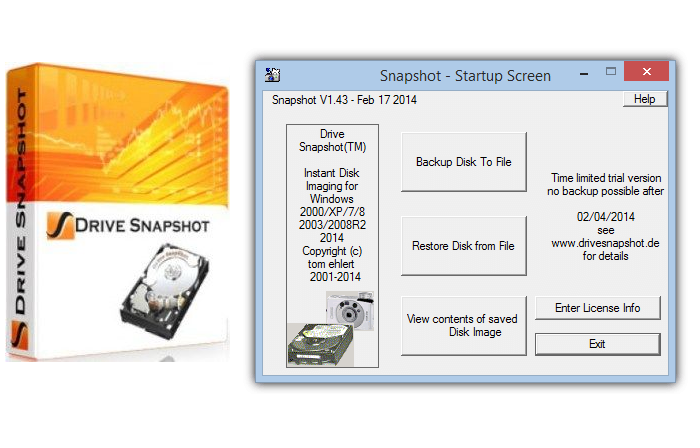 DRIVE SNAPSHOT
DRIVE SNAPSHOT
Snapshot - Startup Screen
Snapshot V1.43 - Feb 17 2014
Help
Drive
Snapshot(TM)
Instant Disk
Imaging for
Windows
2000/XP/7/8
2003/2008R2
2014
Copyright (c)
tom ehlert
2001-2014
Backup Disk To File
Restore Disk from File
View contents of saved
Disk Image
Time limited trial version
no backup possible after
02/04/2014
see
www.drivesnapshot.de
for details
Enter License Info
Exit